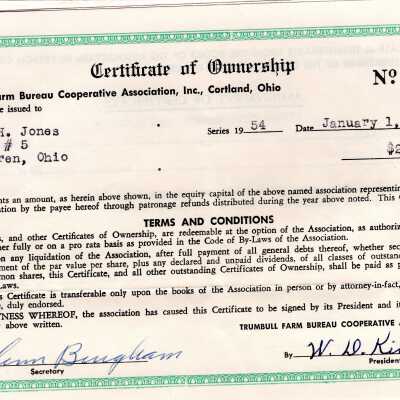 Certificate of Ownership
No
Farm Bureau Cooperative Association, Inc., Cortland, Ohio
e issued to
H. Jones
Series 1954 Date January 1,
# 5
ren, Ohio
$2
nts an amount, as herein above shown, in the equity capital of the above named association representin
ation by the payee hereof through patronage refunds distributed during the year above noted. This C
TERMS AND CONDITIONS
s, and other Certificates of Ownership, are redeemable at the option of the Association, as authoriz
her fully or on a pro rata basis as provided in the Code of By-Laws of the Association.
on any liquidation of the Association, after full payment of all general debts thereof, whether sec
ment of the par value per share, plus any declared and unpaid dividends, of all classes of outstan
mon shares, this Certificate, and all other outstanding Certificates of Ownership, shall be paid as p
Laws.
s Certificate is transferable only upon the books of the Association in person or by attorney-in-fact,
, duly endorsed.
TNESS WHEREOF, the association has caused this Certificate to be signed by its President and it
r above written.
TRUMBULL FARM BUREAU COOPERATIVE A
enn Bingham
By W. D. Kis
Secretary
President